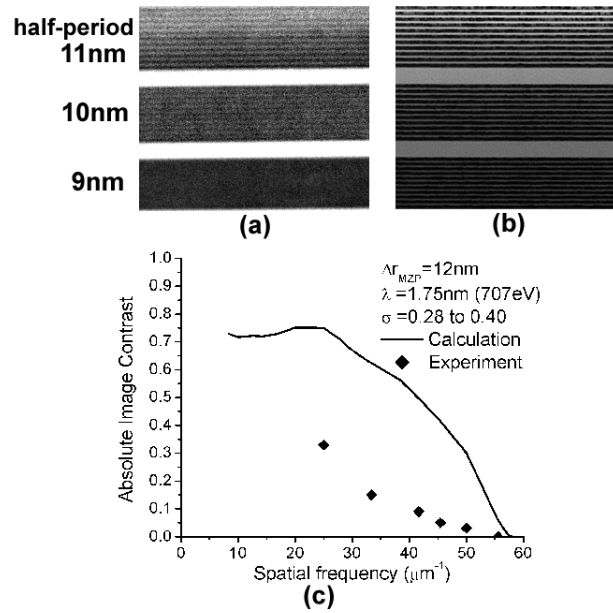 half-period
11nm
10nm
9nm
(a)
(b)
Δr_MZP=12nm
λ =1.75nm (707eV)
σ =0.28 to 0.40
Calculation
Experiment
Absolute Image Contrast
1.0
0.9
0.8
0.7
0.6
0.5
0.4
0.3
0.2
0.1
0.0
0 10 20 30 40 50 60
Spatial frequency (μm⁻¹)
(c)